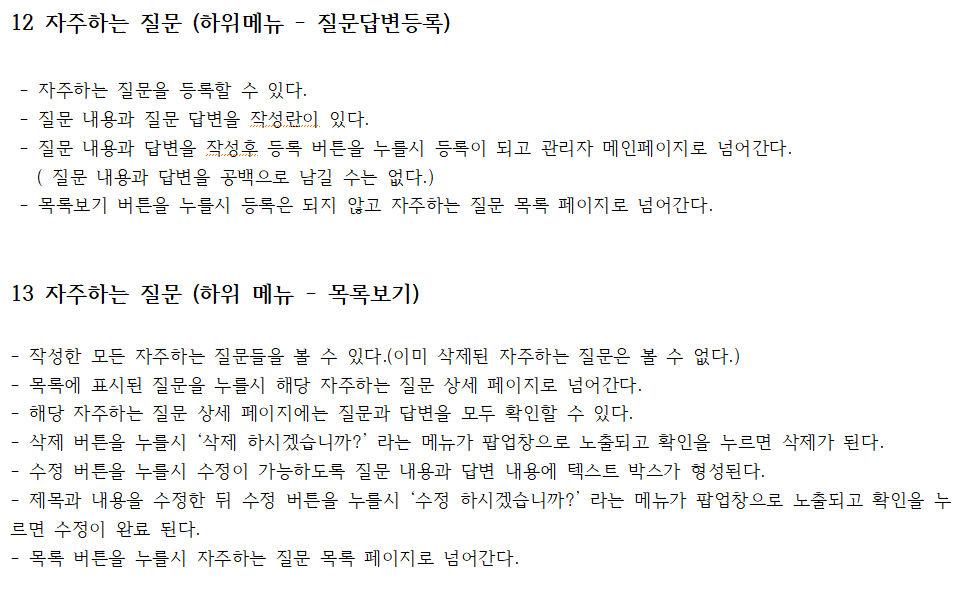 12 자주하는 질문 (하위메뉴 - 질문답변등록)
- 자주하는 질문을 등록할 수 있다.
- 질문 내용과 질문 답변을 작성란이 있다.
- 질문 내용과 답변을 작성후 등록 버튼을 누를시 등록이 되고 관리자 메인페이지로 넘어간다.
( 질문 내용과 답변을 공백으로 남길 수는 없다.)
- 목록보기 버튼을 누를시 등록은 되지 않고 자주하는 질문 목록 페이지로 넘어간다.
13 자주하는 질문 (하위 메뉴 - 목록보기)
- 작성한 모든 자주하는 질문들을 볼 수 있다.(이미 삭제된 자주하는 질문은 볼 수 없다.)
- 목록에 표시된 질문을 누를시 해당 자주하는 질문 상세 페이지로 넘어간다.
- 해당 자주하는 질문 상세 페이지에는 질문과 답변을 모두 확인할 수 있다.
- 삭제 버튼을 누를시 ‘삭제 하시겠습니까?’ 라는 메뉴가 팝업창으로 노출되고 확인을 누르면 삭제가 된다.
- 수정 버튼을 누를시 수정이 가능하도록 질문 내용과 답변 내용에 텍스트 박스가 형성된다.
- 제목과 내용을 수정한 뒤 수정 버튼을 누를시 ‘수정 하시겠습니까?’ 라는 메뉴가 팝업창으로 노출되고 확인을 누
르면 수정이 완료 된다.
- 목록 버튼을 누를시 자주하는 질문 목록 페이지로 넘어간다.